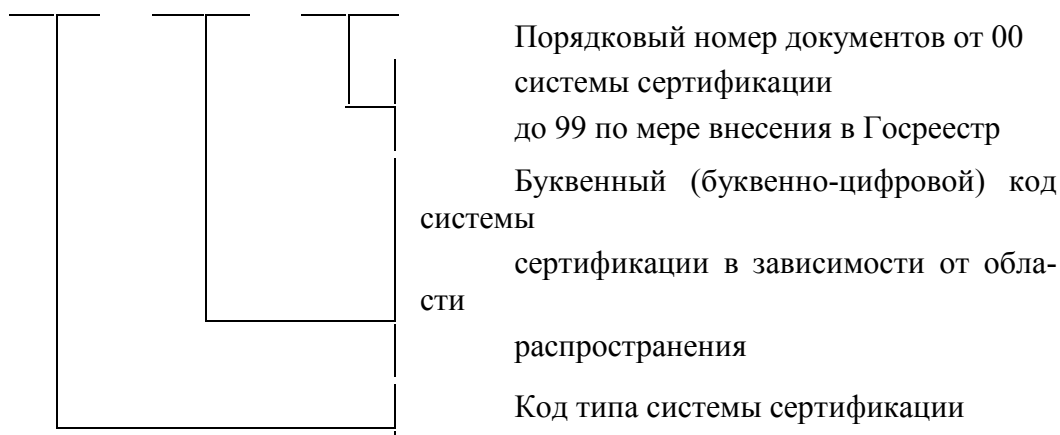 Порядковый номер документов от 00
системы сертификации
до 99 по мере внесения в Госреестр
Буквенный (буквенно-цифровой) код
системы
сертификации в зависимости от обла-
сти
распространения
Код типа системы сертификации